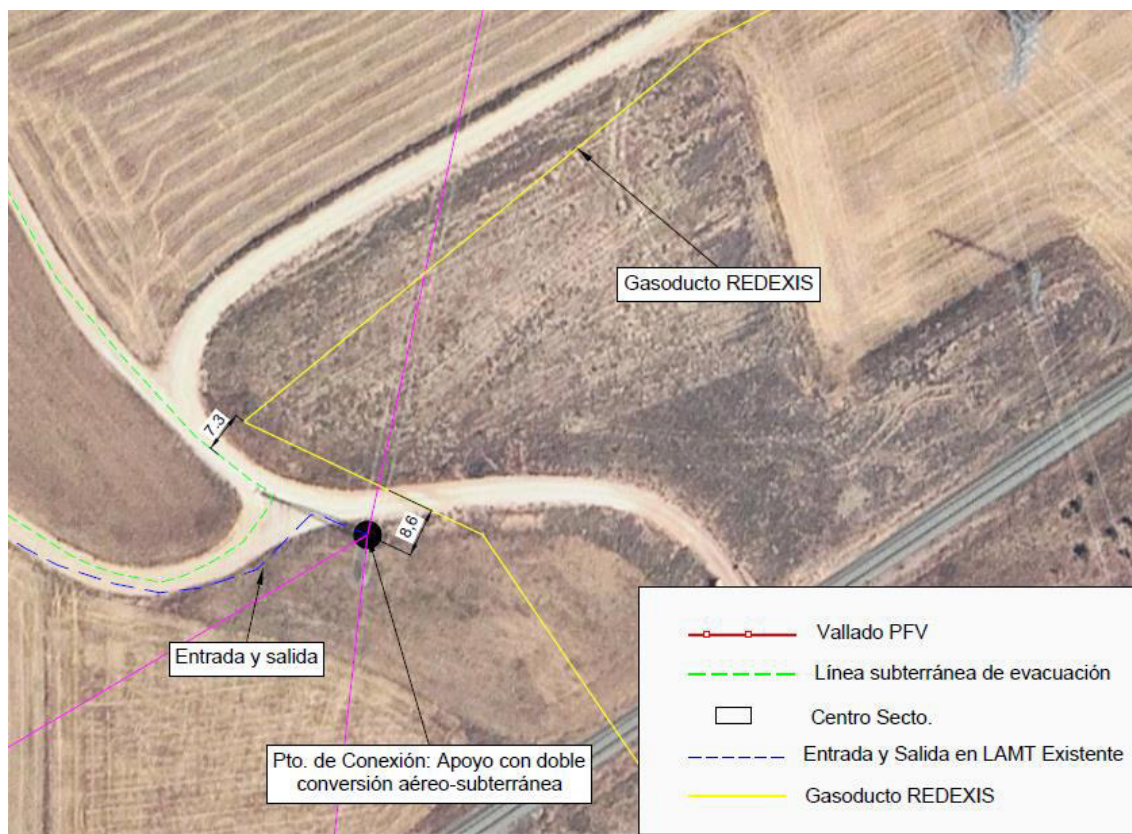 Gasoducto REDEXIS
7.3
8,6
Entrada y salida
Pto. de Conexión: Apoyo con doble
conversión aéreo-subterránea
Vallado PFV
Línea subterránea de evacuación
Centro Secto.
Entrada y Salida en LAMT Existente
Gasoducto REDEXIS